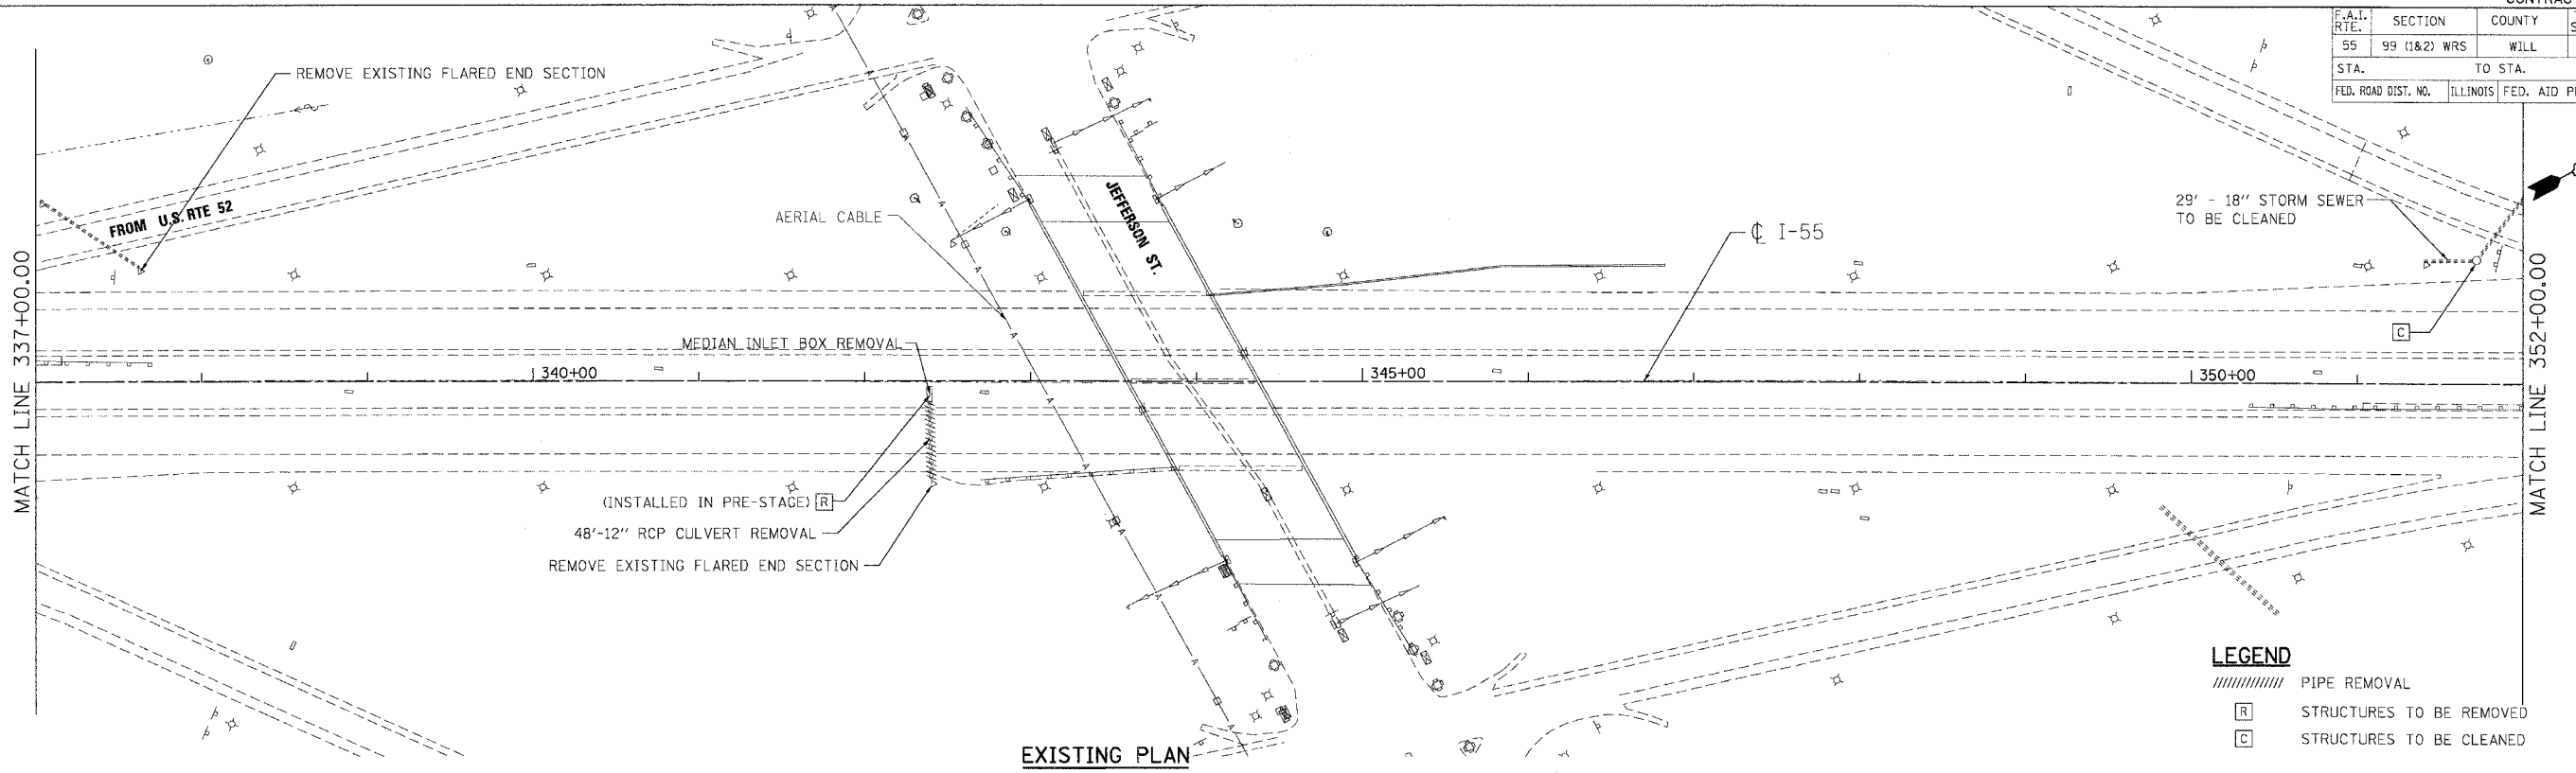 F.A.I. RTE. SECTION COUNTY
55 99 (1&2) WRS WILL
STA. TO STA.
FED. ROAD DIST. NO. ILLINOIS FED. AID
REMOVE EXISTING FLARED END SECTION
FROM U.S. RTE 52
AERIAL CABLE
JEFFERSON ST.
℄ I-55
29' - 18" STORM SEWER
TO BE CLEANED
C
MATCH LINE 337+00.00
MEDIAN INLET BOX REMOVAL
340+00
345+00
350+00
MATCH LINE 352+00.00
(INSTALLED IN PRE-STAGE) R
48'-12" RCP CULVERT REMOVAL
REMOVE EXISTING FLARED END SECTION
A A A A A A A A A A
LEGEND
PIPE REMOVAL
R STRUCTURES TO BE REMOVED
C STRUCTURES TO BE CLEANED
EXISTING PLAN